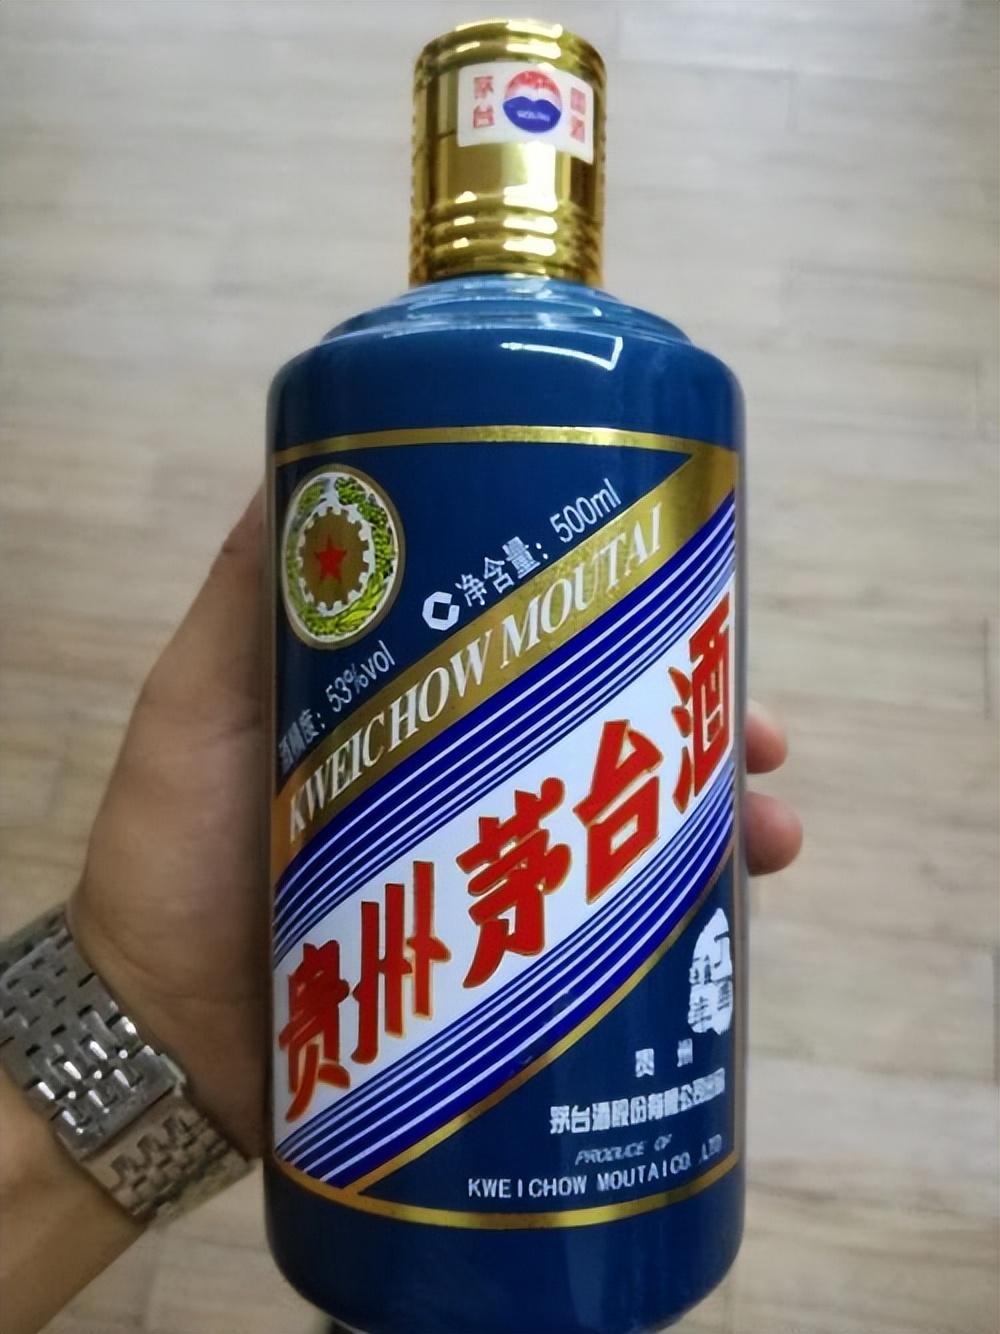 茅台
MOUTAI
国酒
净含量：500ml
酒精度：53%vol
KWEICHOW MOUTAI
贵州茅台酒
贵 州
茅台酒股份有限公司出品
PRODUCE OF
KWEICHOW MOUTAI CO.,LTD